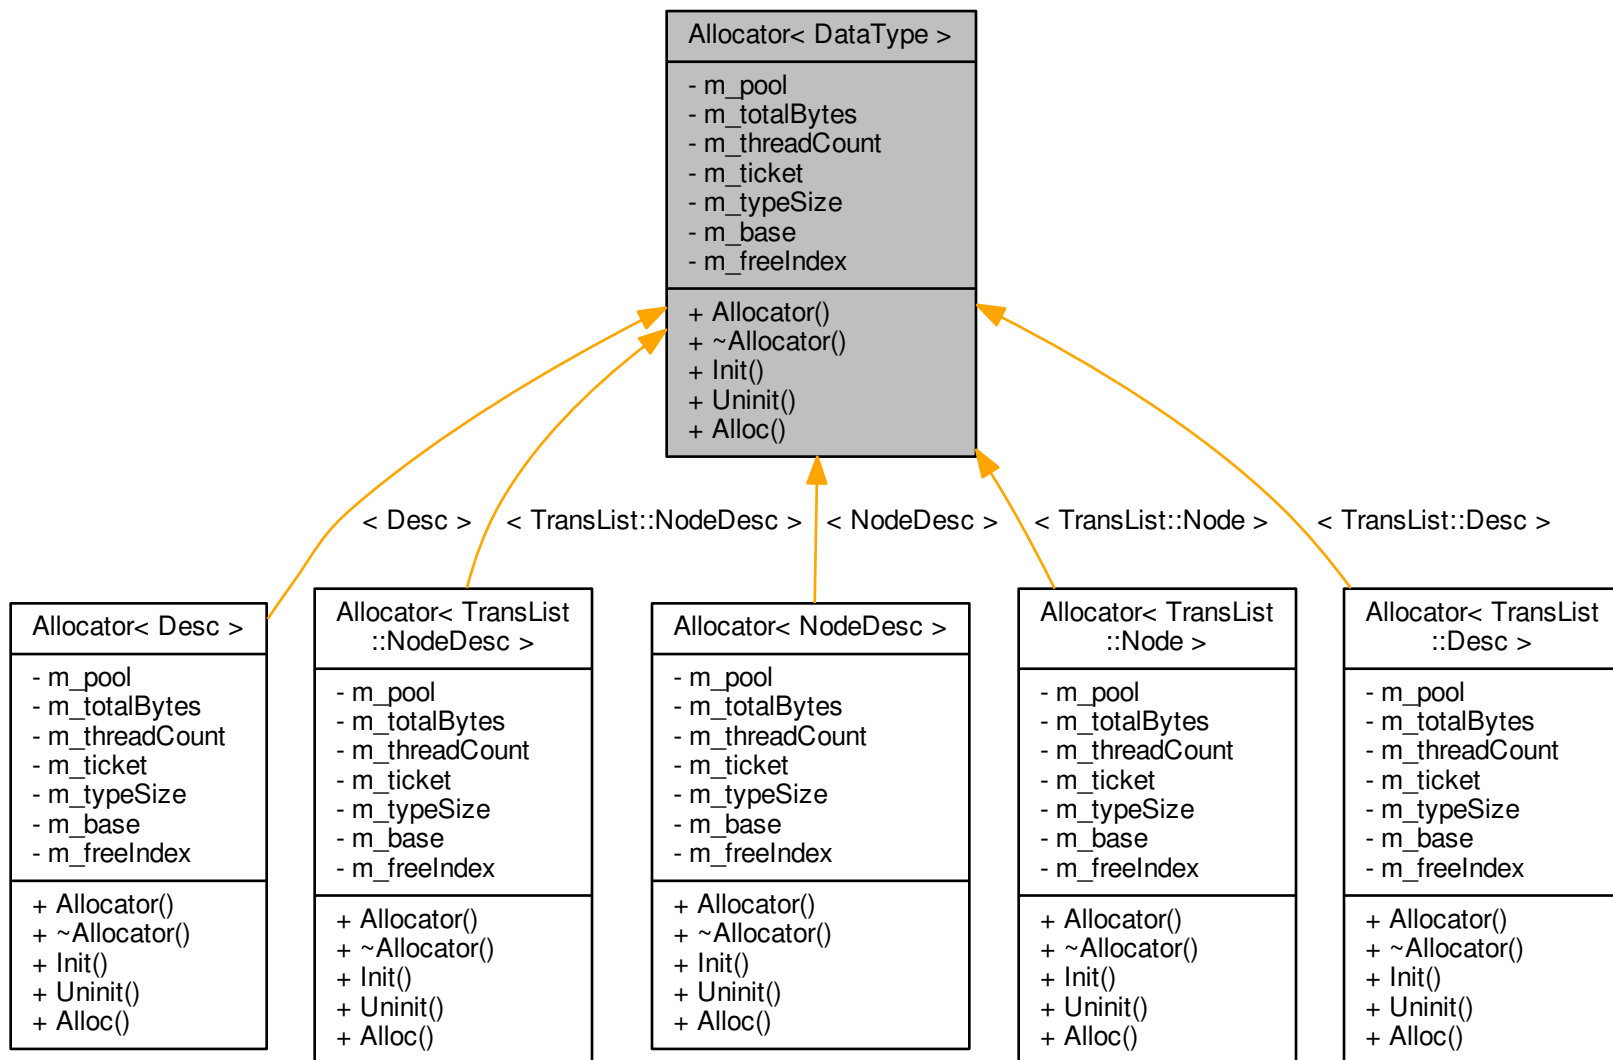 Allocator< DataType >
- m_pool
- m_totalBytes
- m_threadCount
- m_ticket
- m_typeSize
- m_base
- m_freeIndex
+ Allocator()
+ ~Allocator()
+ Init()
+ Uninit()
+ Alloc()
< Desc >
< TransList::NodeDesc >
< NodeDesc >
< TransList::Node >
< TransList::Desc >
Allocator< Desc >
- m_pool
- m_totalBytes
- m_threadCount
- m_ticket
- m_typeSize
- m_base
- m_freeIndex
+ Allocator()
+ ~Allocator()
+ Init()
+ Uninit()
+ Alloc()
Allocator< TransList
::NodeDesc >
- m_pool
- m_totalBytes
- m_threadCount
- m_ticket
- m_typeSize
- m_base
- m_freeIndex
+ Allocator()
+ ~Allocator()
+ Init()
+ Uninit()
+ Alloc()
Allocator< NodeDesc >
- m_pool
- m_totalBytes
- m_threadCount
- m_ticket
- m_typeSize
- m_base
- m_freeIndex
+ Allocator()
+ ~Allocator()
+ Init()
+ Uninit()
+ Alloc()
Allocator< TransList
::Node >
- m_pool
- m_totalBytes
- m_threadCount
- m_ticket
- m_typeSize
- m_base
- m_freeIndex
+ Allocator()
+ ~Allocator()
+ Init()
+ Uninit()
+ Alloc()
Allocator< TransList
::Desc >
- m_pool
- m_totalBytes
- m_threadCount
- m_ticket
- m_typeSize
- m_base
- m_freeIndex
+ Allocator()
+ ~Allocator()
+ Init()
+ Uninit()
+ Alloc()